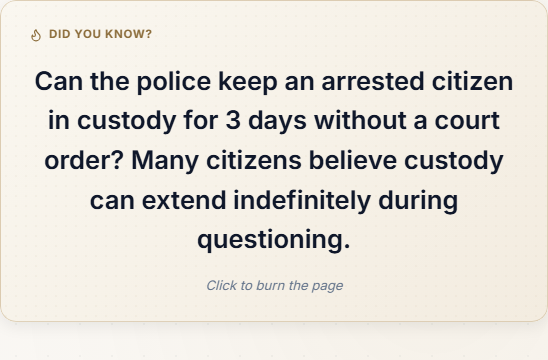 DID YOU KNOW?
Can the police keep an arrested citizen
in custody for 3 days without a court
order? Many citizens believe custody
can extend indefinitely during
questioning.
Click to burn the page